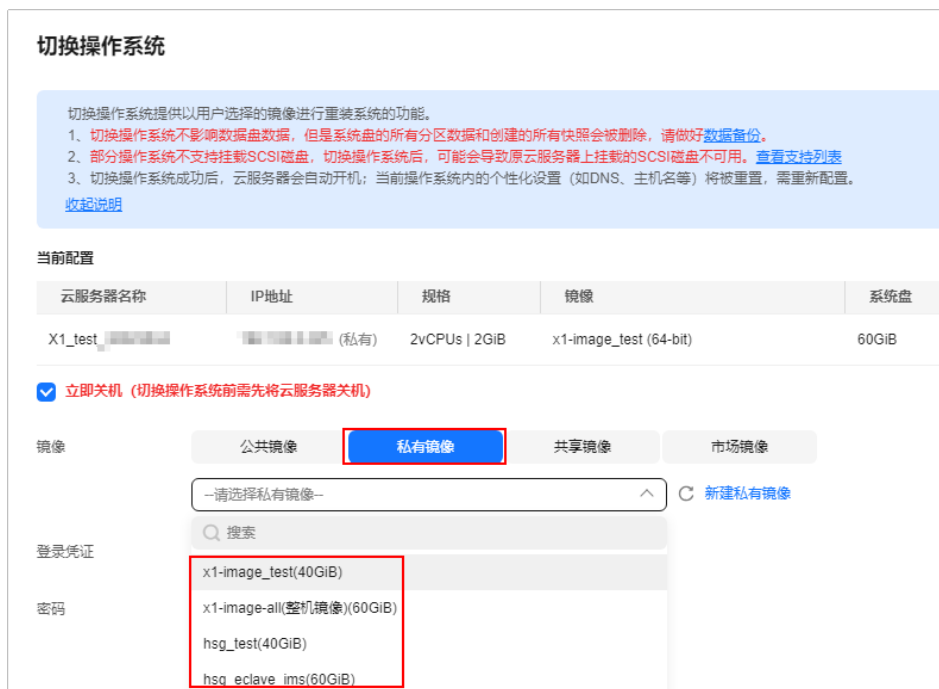 切换操作系统
切换操作系统提供以用户选择的镜像进行重装系统的功能。
1、切换操作系统不影响数据盘数据，但是系统盘的所有分区数据和创建的所有快照会被删除，请做好数据备份。
2、部分操作系统不支持挂载SCSI磁盘，切换操作系统后，可能会导致原云服务器上挂载的SCSI磁盘不可用。查看支持列表
3、切换操作系统成功后，云服务器会自动开机；当前操作系统内的个性化设置（如DNS、主机名等）将被重置，需重新配置。
收起说明
当前配置
云服务器名称 IP地址 规格 镜像 系统盘
X1_test_ (私有) 2vCPUs | 2GiB x1-image_test (64-bit) 60GiB
立即关机（切换操作系统前需先将云服务器关机）
镜像 公共镜像 私有镜像 共享镜像 市场镜像
--请选择私有镜像-- 新建私有镜像
搜索
登录凭证
x1-image_test(40GiB)
密码 x1-image-all(整机镜像)(60GiB)
hsg_test(40GiB)
hsg_eclave_ims(60GiB)